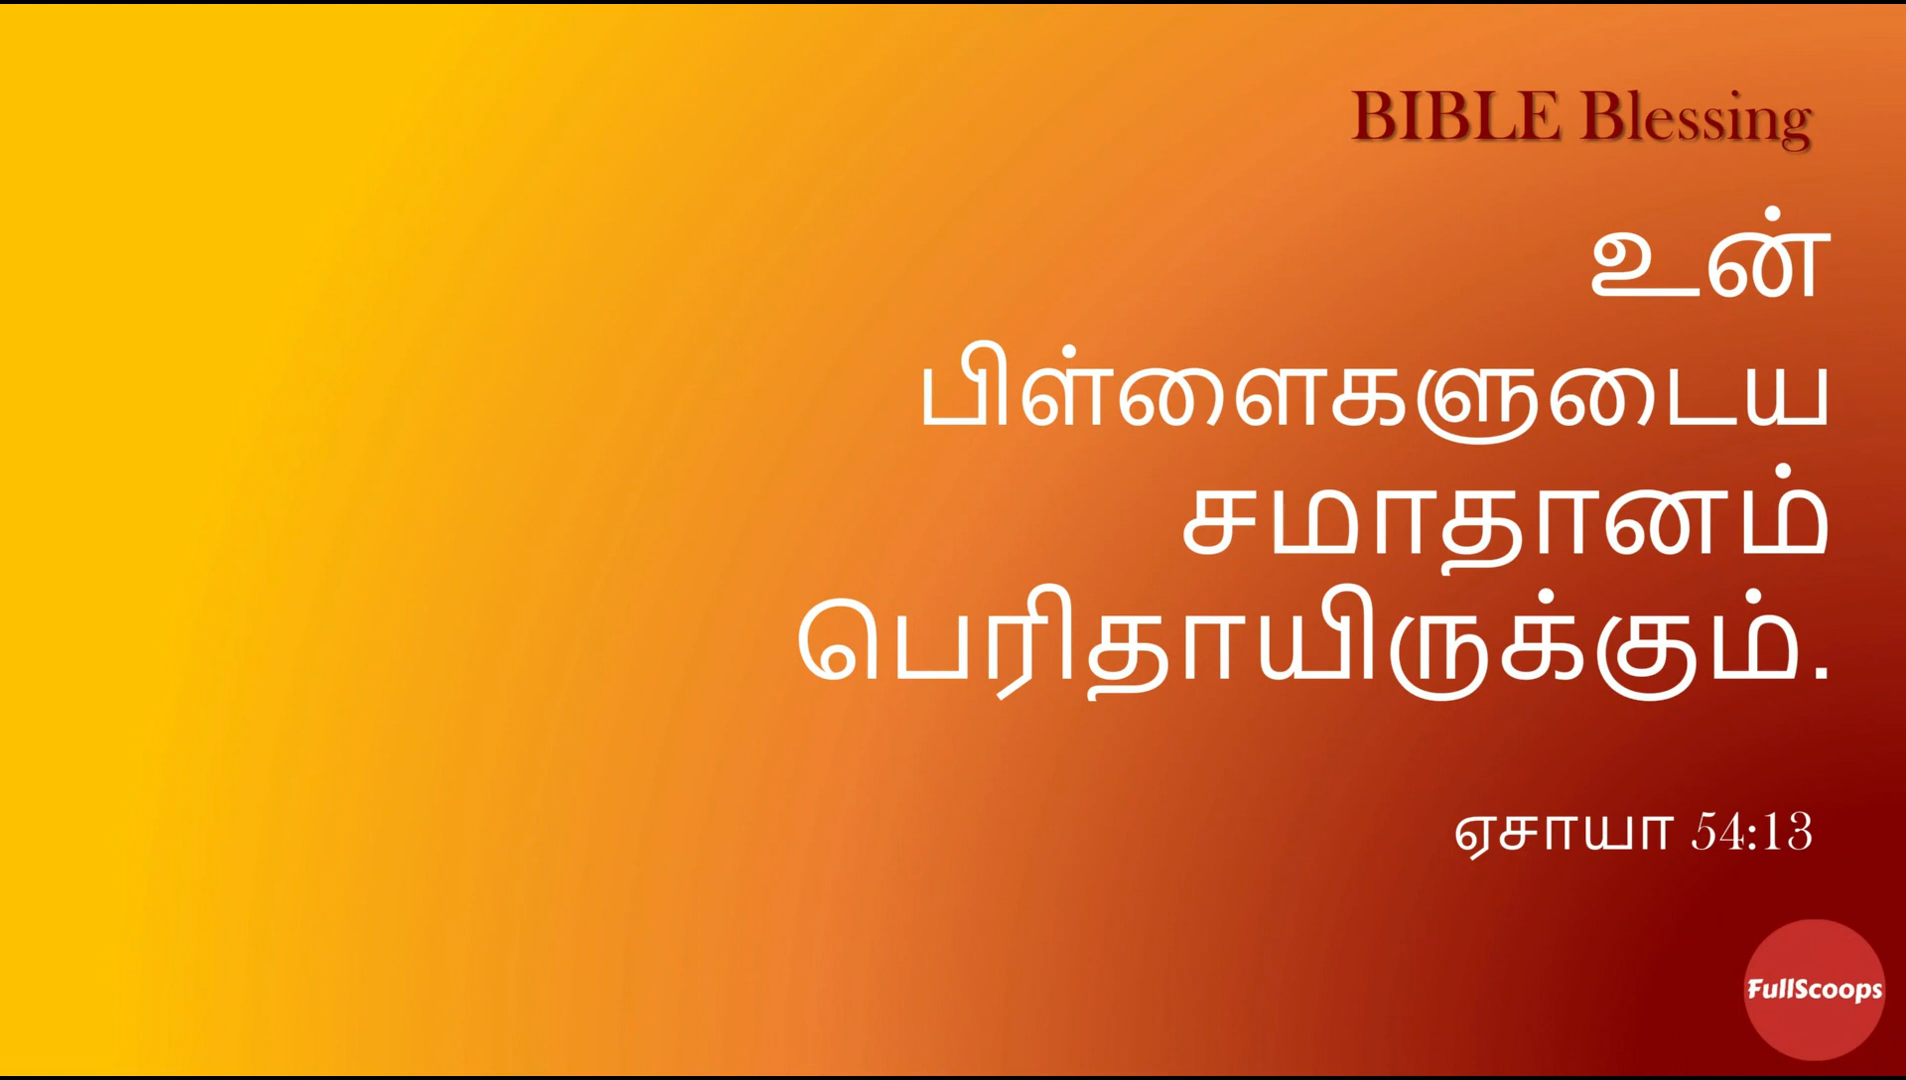 BIBLE Blessing
உன்
பிள்ளைகளுடைய
சமாதானம்
பெரிதாயிருக்கும்.
ஏசாயா 54:13
FullScoops